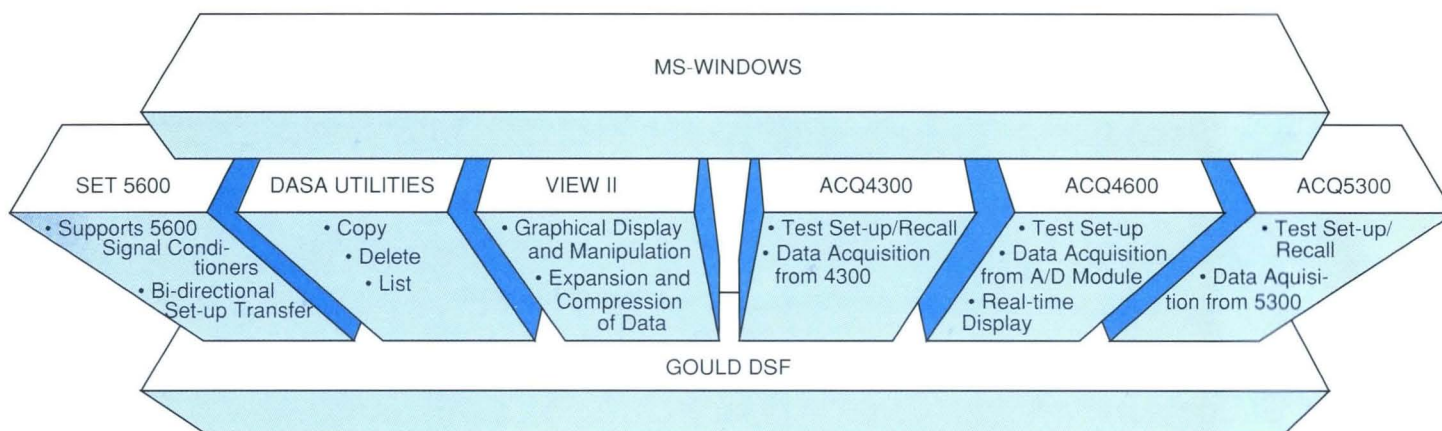 MS-WINDOWS
SET 5600
• Supports 5600
Signal Condi-
tioners
• Bi-directional
Set-up Transfer
DASA UTILITIES
• Copy
• Delete
• List
VIEW II
• Graphical Display
and Manipulation
• Expansion and
Compression
of Data
ACQ4300
• Test Set-up/Recall
• Data Acquisition
from 4300
ACQ4600
• Test Set-up
• Data Acquisition
from A/D Module
• Real-time
Display
ACQ5300
• Test Set-up/
Recall
• Data Aquisi-
tion from 5300
GOULD DSF